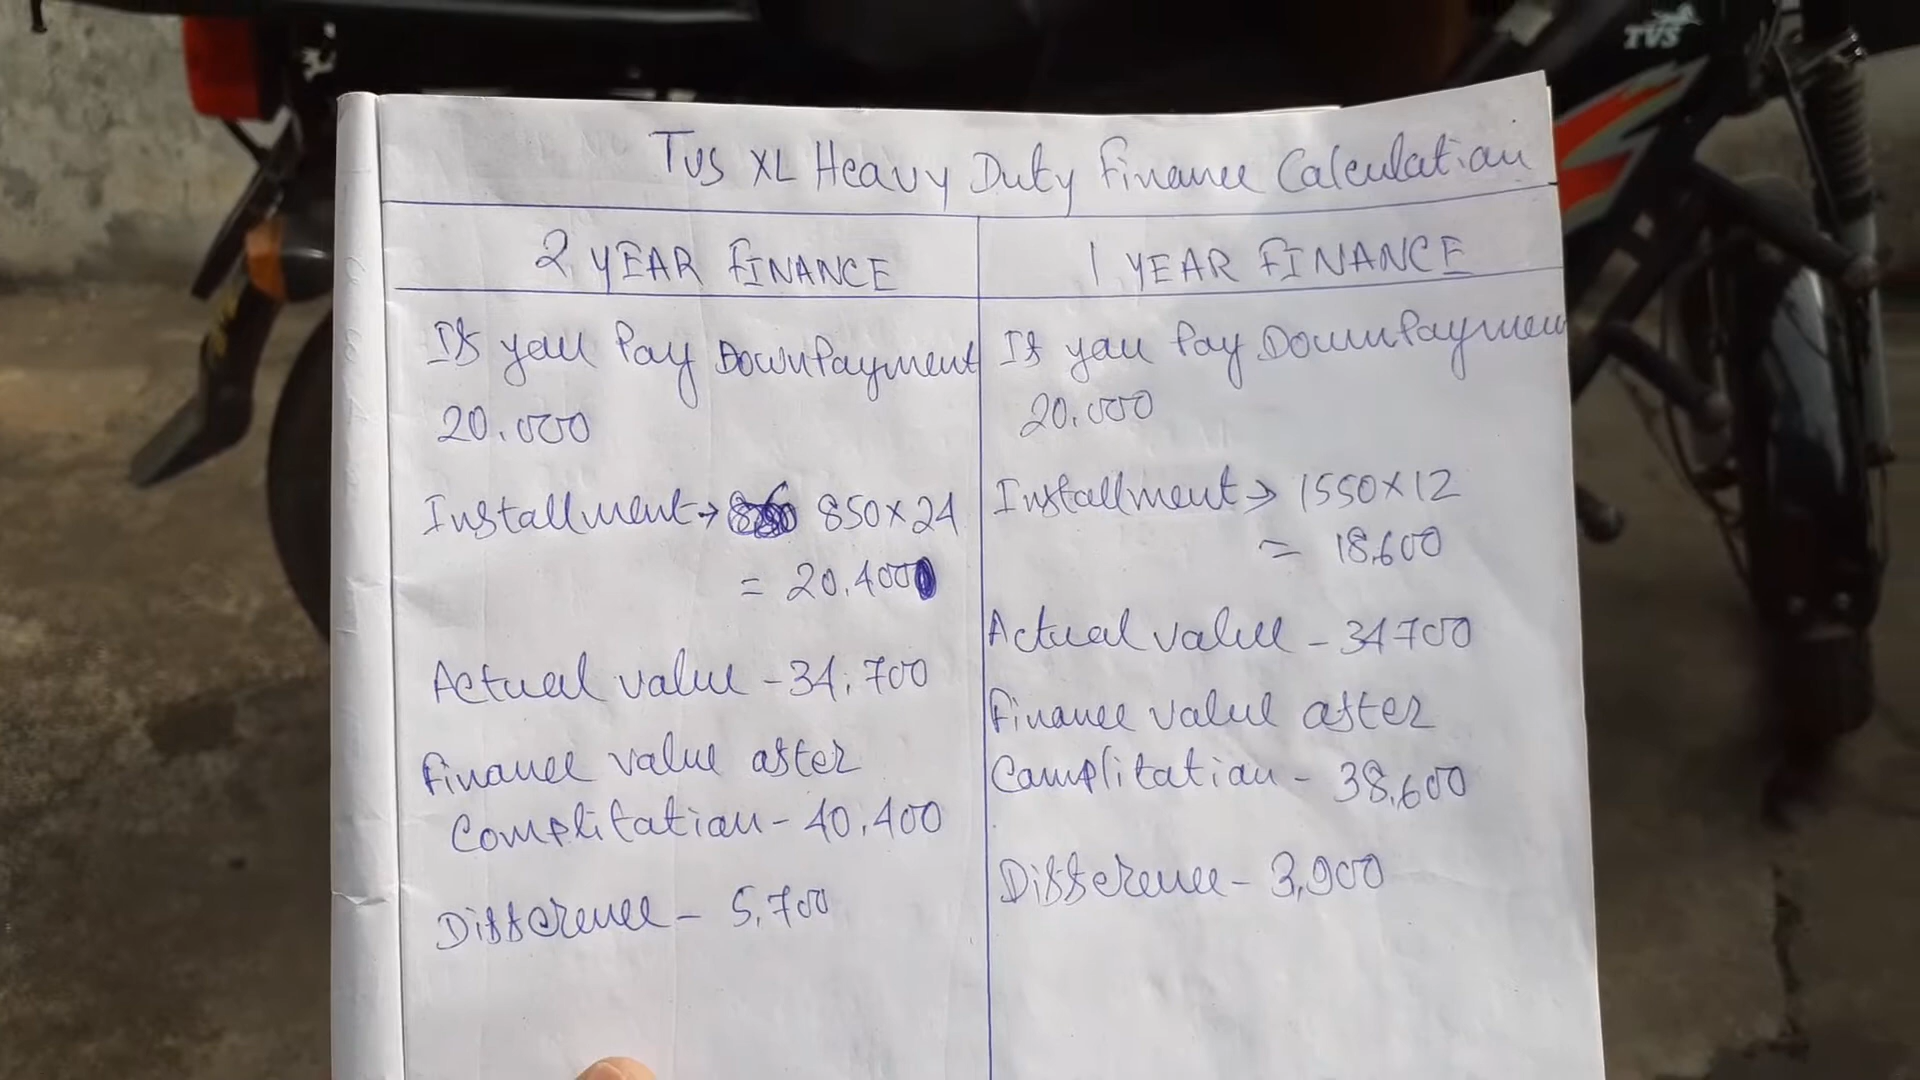 TVS
TVS XL Heavy Duty Finance Calculation
2 YEAR FINANCE
If you Pay DownPayment
20.000
Installment → 850×24
= 20.400
Actual value - 34.700
Finance value after
Complitation - 40.400
Difference - 5.700
1 YEAR FINANCE
If you Pay DownPaymen
20.000
Installment → 1550×12
= 18,600
Actual value - 34700
Finance value after
Complitation - 38,600
Difference - 3,900